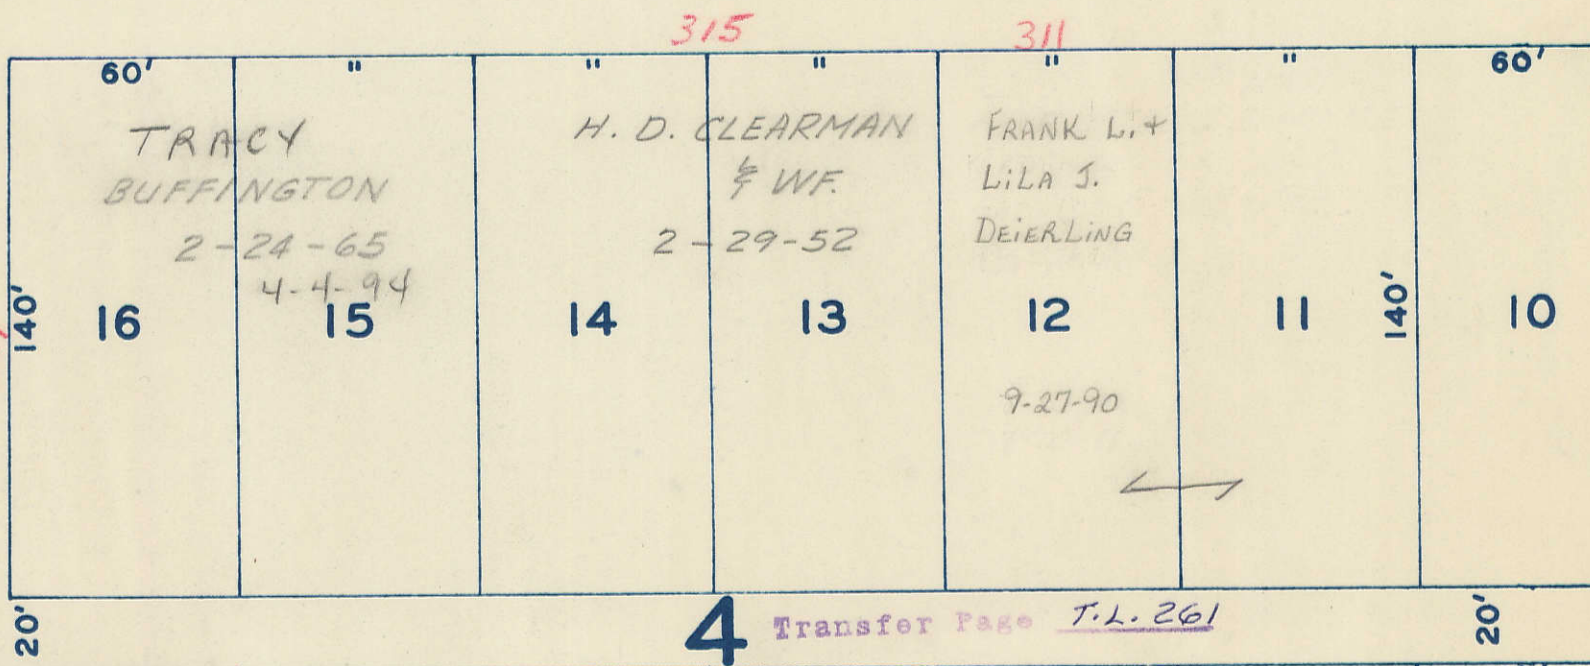 315 311
60' " " " " " 60'
TRACY
BUFFINGTON
2-24-65
4-4-94
H. D. CLEARMAN
& WF.
2-29-52
FRANK L. +
LiLA J.
DEiERLiNG
140' 16 15 14 13 12 11 140' 10
9-27-90
20' 4 Transfer Page T.L. 261 20'